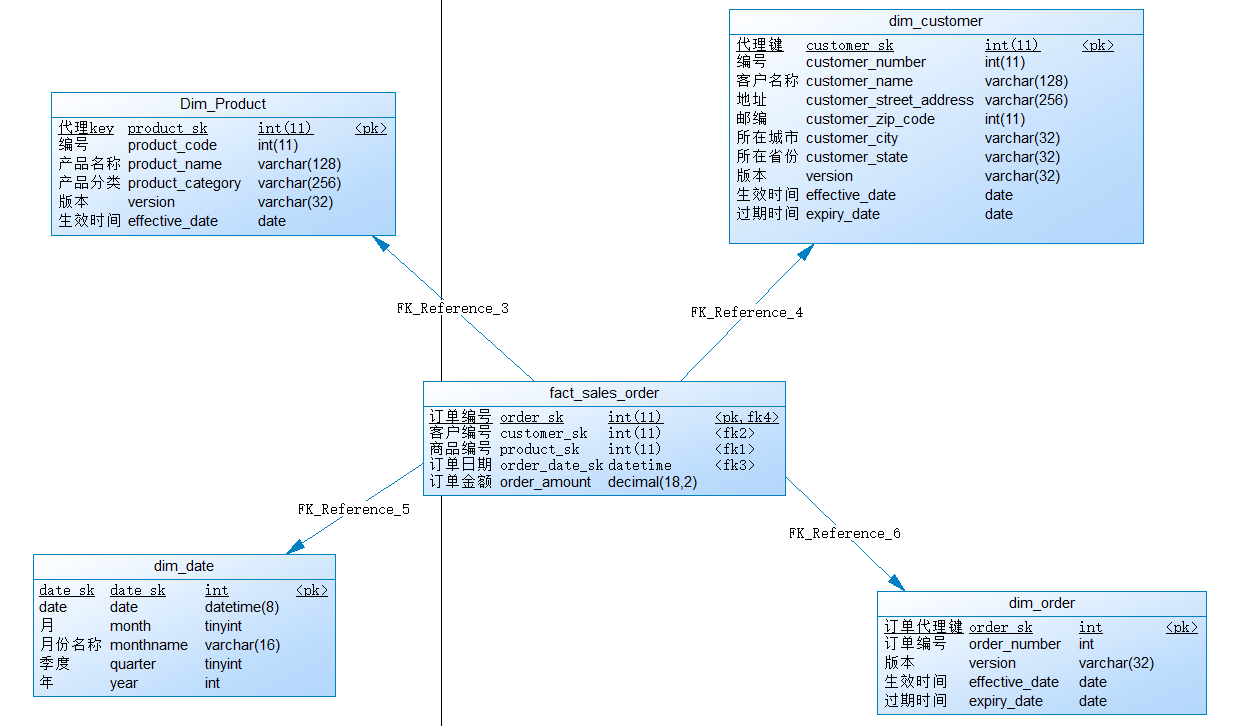 dim_customer
代理键 customer_sk int(11) <pk>
编号 customer_number int(11)
客户名称 customer_name varchar(128)
地址 customer_street_address varchar(256)
邮编 customer_zip_code int(11)
所在城市 customer_city varchar(32)
所在省份 customer_state varchar(32)
版本 version varchar(32)
生效时间 effective_date date
过期时间 expiry_date date
Dim_Product
代理key product_sk int(11) <pk>
编号 product_code int(11)
产品名称 product_name varchar(128)
产品分类 product_category varchar(256)
版本 version varchar(32)
生效时间 effective_date date
FK_Reference_3
FK_Reference_4
fact_sales_order
订单编号 order_sk int(11) <pk,fk4>
客户编号 customer_sk int(11) <fk2>
商品编号 product_sk int(11) <fk1>
订单日期 order_date_sk datetime <fk3>
订单金额 order_amount decimal(18,2)
FK_Reference_5
FK_Reference_6
dim_date
date_sk date_sk int <pk>
date date datetime(8)
月 month tinyint
月份名称 monthname varchar(16)
季度 quarter tinyint
年 year int
dim_order
订单代理键 order_sk int <pk>
订单编号 order_number int
版本 version varchar(32)
生效时间 effective_date date
过期时间 expiry_date date